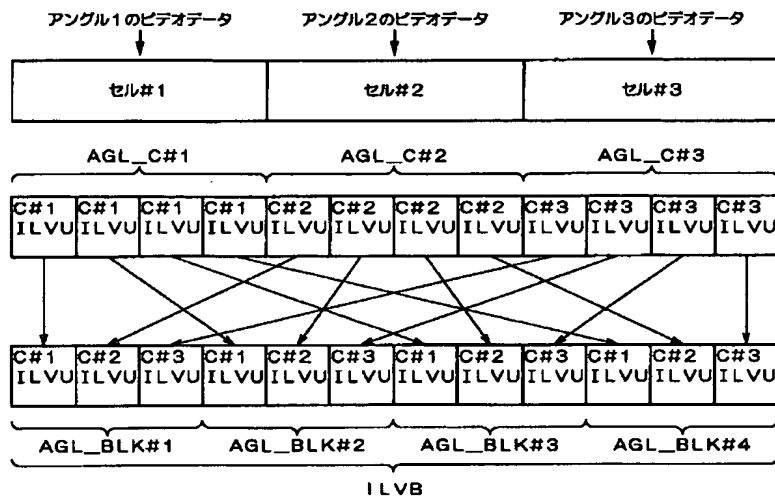 アングル1のビデオデータ アングル2のビデオデータ アングル3のビデオデータ
セル#1 セル#2 セル#3
AGL_C#1 AGL_C#2 AGL_C#3
C#1 C#1 C#1 C#1 C#2 C#2 C#2 C#2 C#3 C#3 C#3 C#3
ILVU ILVU ILVU ILVU ILVU ILVU ILVU ILVU ILVU ILVU ILVU ILVU
C#1 C#2 C#3 C#1 C#2 C#3 C#1 C#2 C#3 C#1 C#2 C#3
ILVU ILVU ILVU ILVU ILVU ILVU ILVU ILVU ILVU ILVU ILVU ILVU
AGL_BLK#1 AGL_BLK#2 AGL_BLK#3 AGL_BLK#4
ILVB